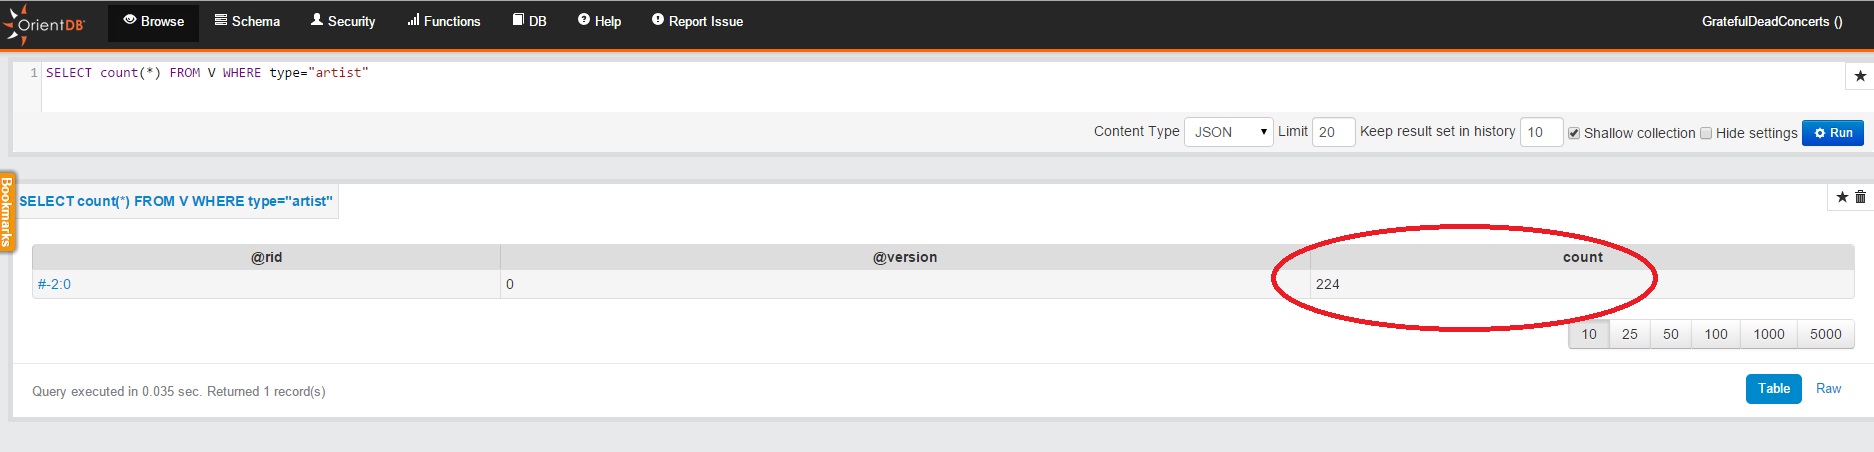 OrientDB Browse Schema Security Functions DB Help Report Issue GratefulDeadConcerts ()
1 SELECT count(*) FROM V WHERE type="artist"
Content Type JSON Limit 20 Keep result set in history 10 Shallow collection Hide settings Run
Bookmarks
SELECT count(*) FROM V WHERE type="artist"
@rid @version count
#-2:0 0 224
10 25 50 100 1000 5000
Query executed in 0.035 sec. Returned 1 record(s) Table Raw